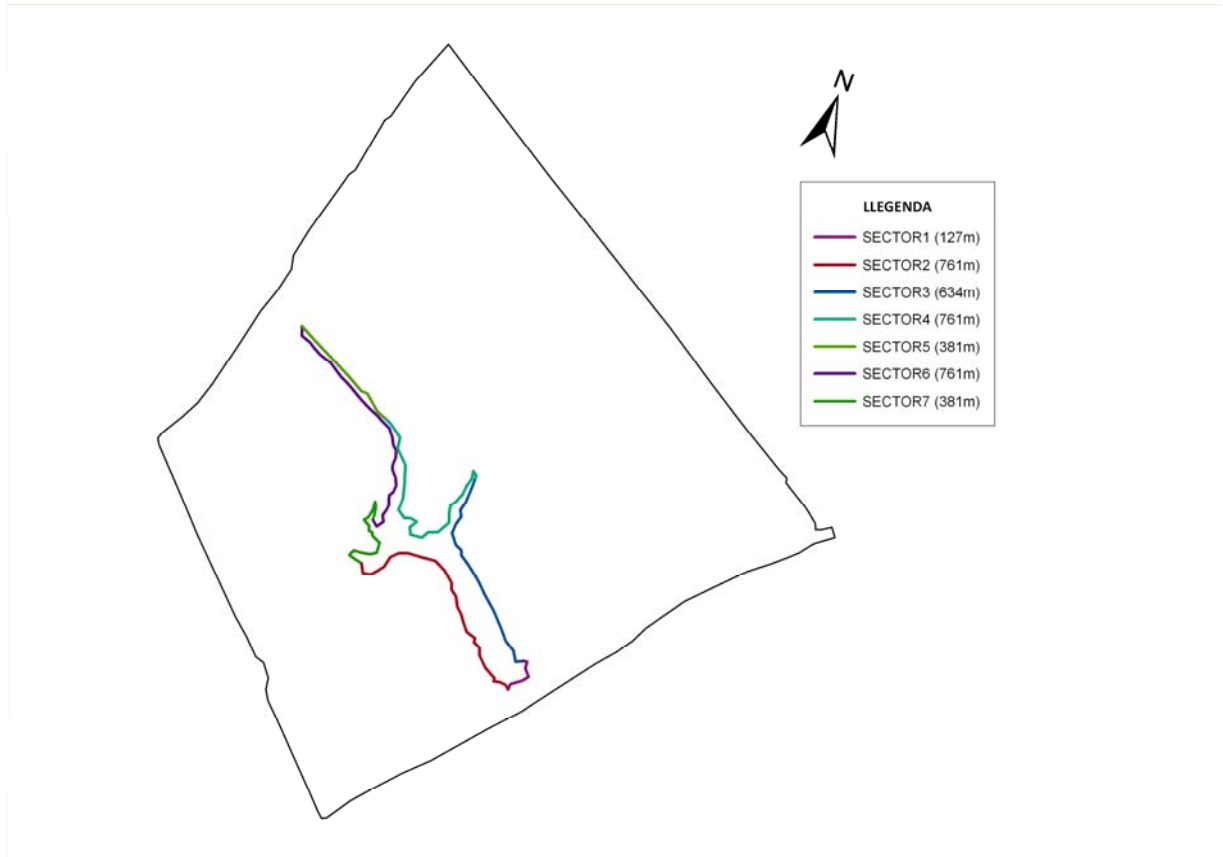 N
LLEGENDA
SECTOR1 (127m)
SECTOR2 (761m)
SECTOR3 (634m)
SECTOR4 (761m)
SECTOR5 (381m)
SECTOR6 (761m)
SECTOR7 (381m)